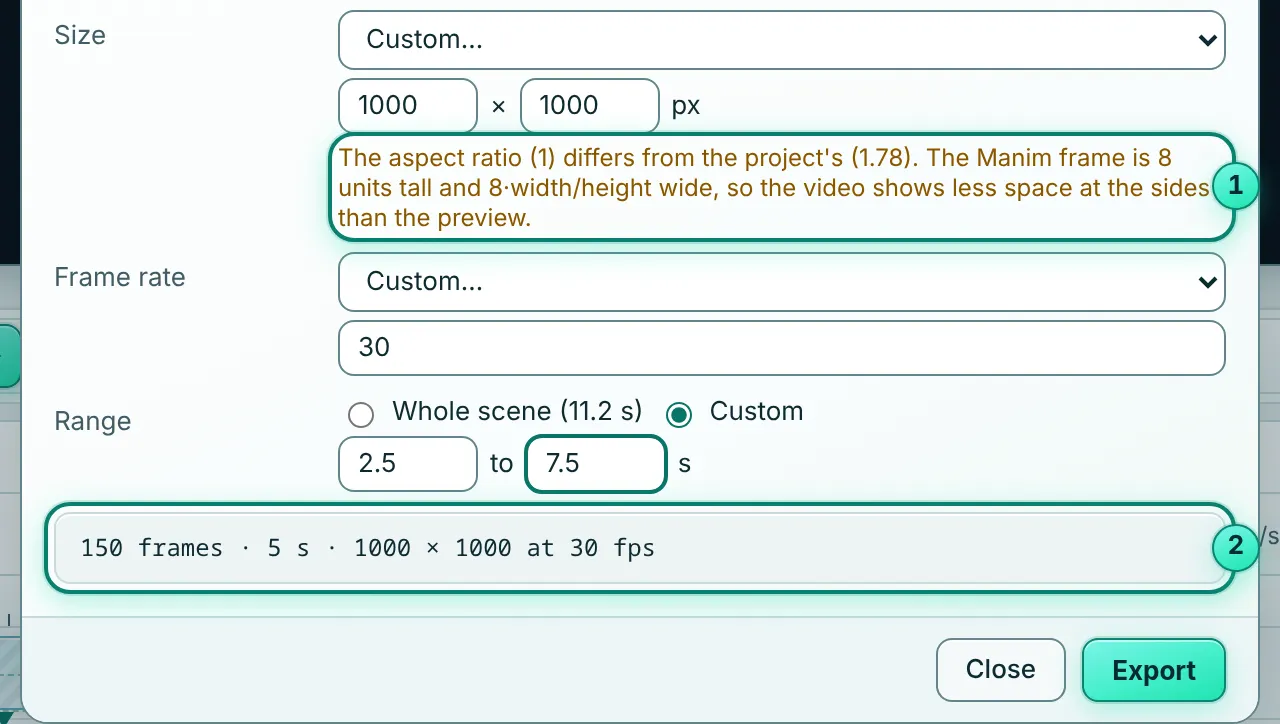 Size
Custom...
1000 × 1000 px
The aspect ratio (1) differs from the project's (1.78). The Manim frame is 8
units tall and 8·width/height wide, so the video shows less space at the sides
than the preview.
1
Frame rate
Custom...
30
Range
Whole scene (11.2 s) Custom
2.5 to 7.5 s
150 frames · 5 s · 1000 × 1000 at 30 fps
2
/s
Close Export